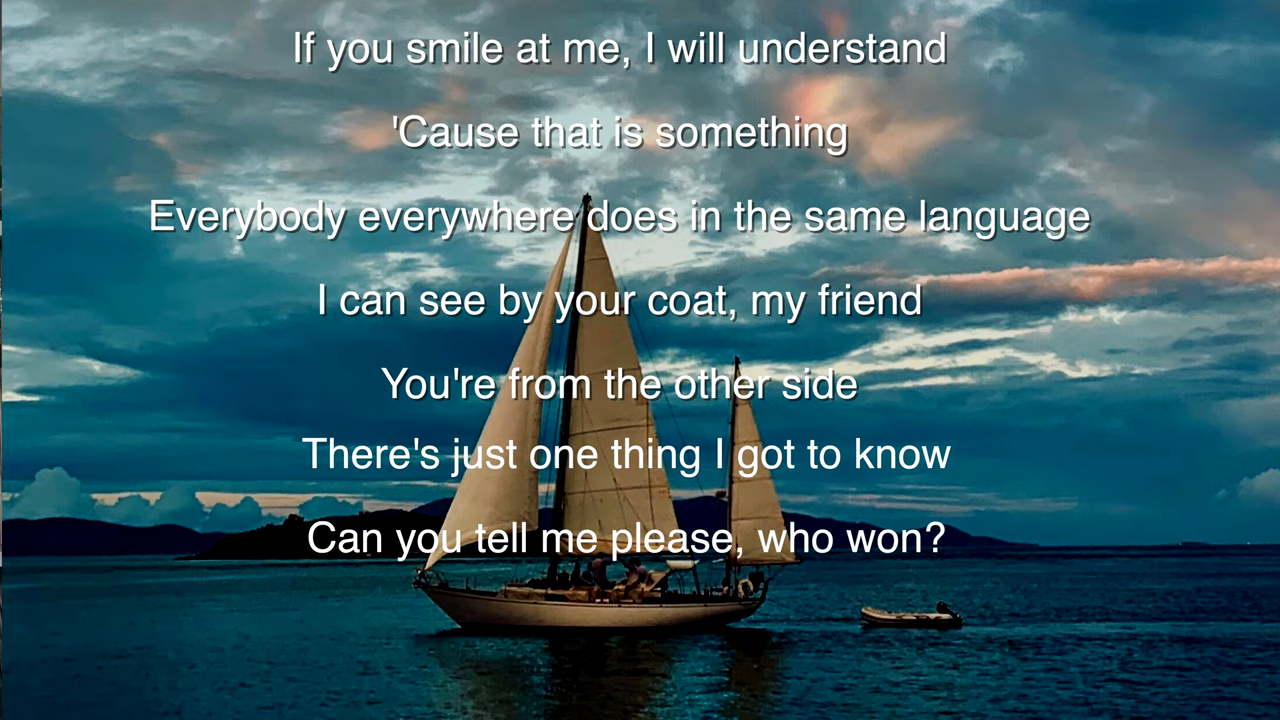 If you smile at me, I will understand
'Cause that is something
Everybody everywhere does in the same language
I can see by your coat, my friend
You're from the other side
There's just one thing I got to know
Can you tell me please, who won?